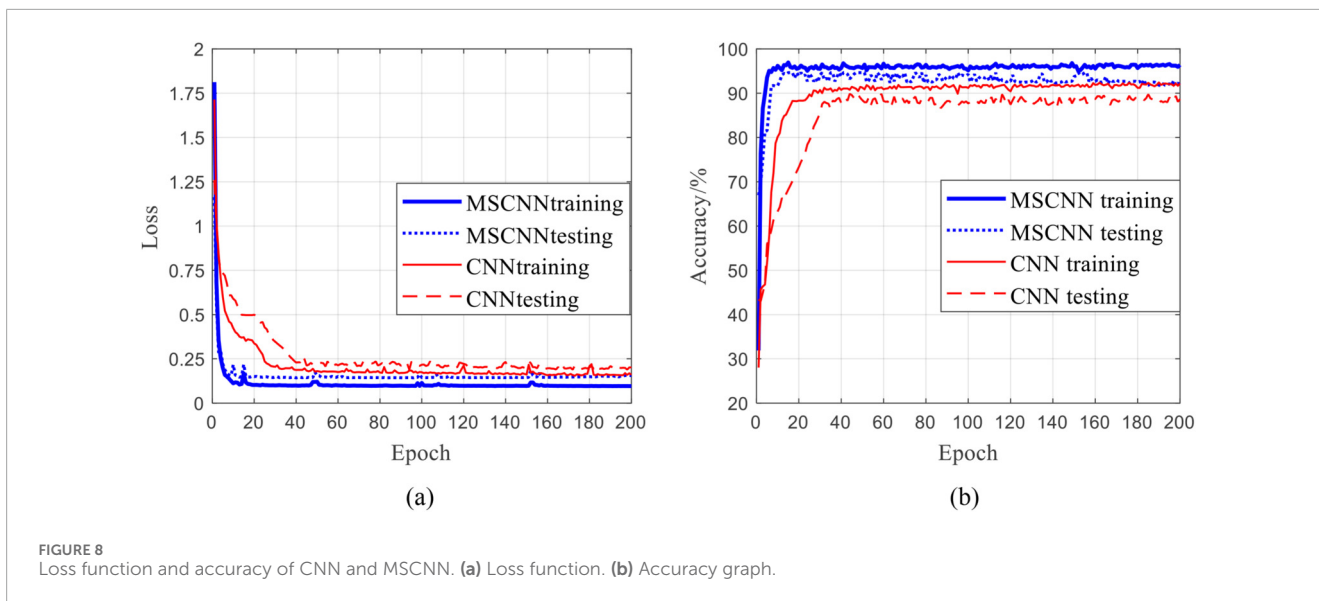 2
1.75
1.5
1.25
1
0.75
0.5
0.25
0
Loss
MSCNNtraining
MSCNNtesting
CNNtraining
CNNtesting
0 20 40 60 80 100 120 140 160 180 200
Epoch
(a)
100
90
80
70
60
50
40
30
20
Accuracy/%
MSCNN training
MSCNN testing
CNN training
CNN testing
0 20 40 60 80 100 120 140 160 180 200
Epoch
(b)
FIGURE 8
Loss function and accuracy of CNN and MSCNN. (a) Loss function. (b) Accuracy graph.